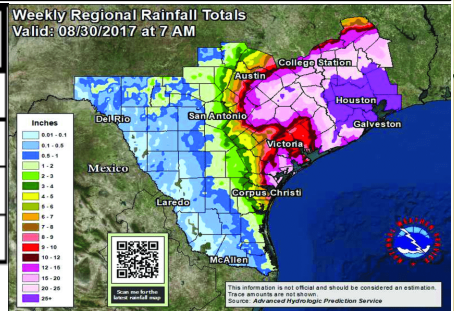 Weekly Regional Rainfall Totals
Valid: 08/30/2017 at 7 AM
College Station
Austin
Houston
Del Rio
San Antonio
Galveston
Victoria
Mexico
Corpus Christi
Laredo
McAllen
Inches
0.01 - 0.1
0.1 - 0.5
0.5 - 1
1 - 2
2 - 3
3 - 4
4 - 5
5 - 6
6 - 7
7 - 8
8 - 9
9 - 10
10 - 12
12 - 15
15 - 20
20 - 25
25+
Scan me for the
latest rainfall map
NATIONAL WEATHER SERVICE
This information is not official and should be considered an estimation.
Trace amounts are not shown.
Source: Advanced Hydrologic Prediction Service